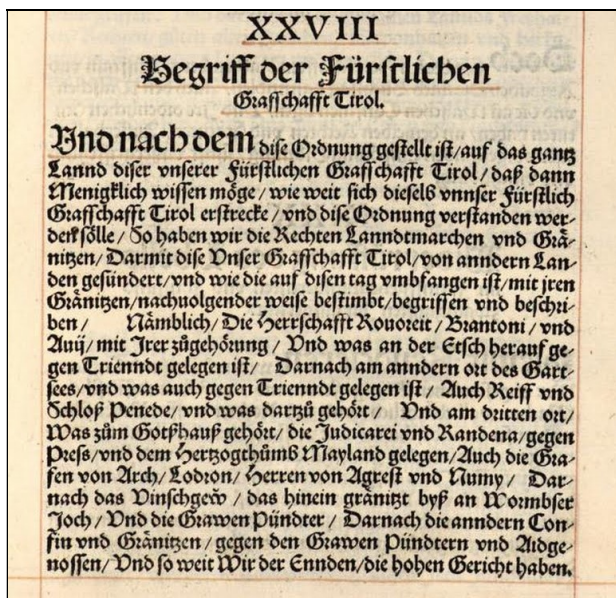 XXVIII
Begriff der Fürstlichen
Graffschafft Tirol.
Vnd nach dem dise Ordnung gestellt ist/auf das gantz
Lannd diser vnserer Fürstlichen Graffschafft Tirol/daß dann
Menigklich wissen möge/wie weit sich dieselb vnnser Fürstlich
Graffschafft Tirol erstrecke/vnd dise Ordnung verstanden wer-
den sölle/So haben wir die Rechten Lanndtmarchen vnd Grä-
nitzen/Darmit dise Vnser Graffschafft Tirol/von anndern Lan-
den gesündert/vnd wie die auf disen tag vmbfangen ist/mit jren
Gränitzen/nachuolgender weise bestimbt/begriffen vnd beschri-
ben/ Nämblich/Die Herrschafft Rouoreit/Brantoni/vnd
Auij/mit Irer zůgehörung/Vnd was an der Etsch herauf ge-
gen Trienndt gelegen ist/ Darnach am anndern ort des Gart-
sees/vnd was auch gegen Trienndt gelegen ist/Auch Reiff vnd
Schloß Penede/vnd was dartzů gehört/ Vnd am dritten ort/
Was zům Gotßhauß gehört/die Judicarei vnd Randena/gegen
Press/vnd dem Hertzogthůmb Mayland gelegen/Auch die Gra-
fen von Arch/Lodron/Herren von Agrest vnd Numy/ Dar-
nach das Vinschgew/das hinein gränitzt byß an Wormbser
Joch/Vnd die Grawen Pündter/Darnach die anndern Con-
fin vnd Gränitzen/gegen den Grawen Pündtern vnd Aidge-
nossen/Vnd so weit Wir der Ennden/die hohen Gericht haben.